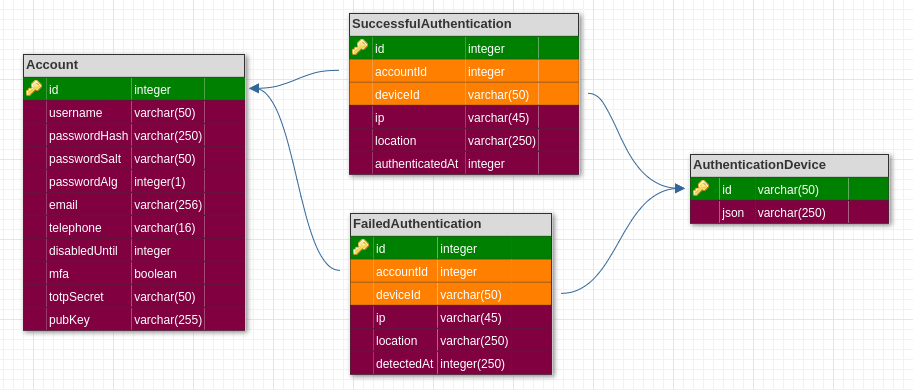 Account
id integer
username varchar(50)
passwordHash varchar(250)
passwordSalt varchar(50)
passwordAlg integer(1)
email varchar(256)
telephone varchar(16)
disabledUntil integer
mfa boolean
totpSecret varchar(50)
pubKey varchar(255)
SuccessfulAuthentication
id integer
accountId integer
deviceId varchar(50)
ip varchar(45)
location varchar(250)
authenticatedAt integer
FailedAuthentication
id integer
accountId integer
deviceId varchar(50)
ip varchar(45)
location varchar(250)
detectedAt integer(250)
AuthenticationDevice
id varchar(50)
json varchar(250)